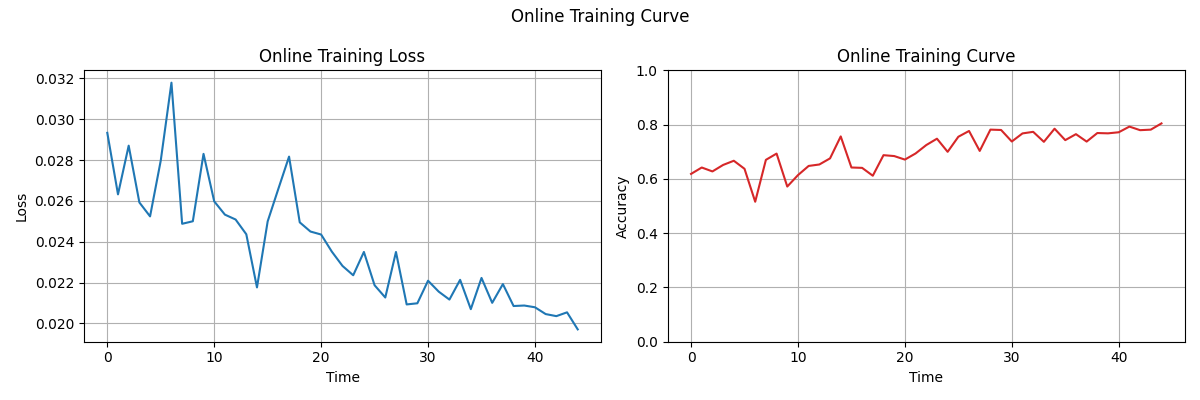 Online Training Curve
Online Training Loss
0.032
0.030
0.028
0.026
0.024
0.022
0.020
Loss
0 10 20 30 40
Time
Online Training Curve
1.0
0.8
0.6
0.4
0.2
0.0
Accuracy
0 10 20 30 40
Time